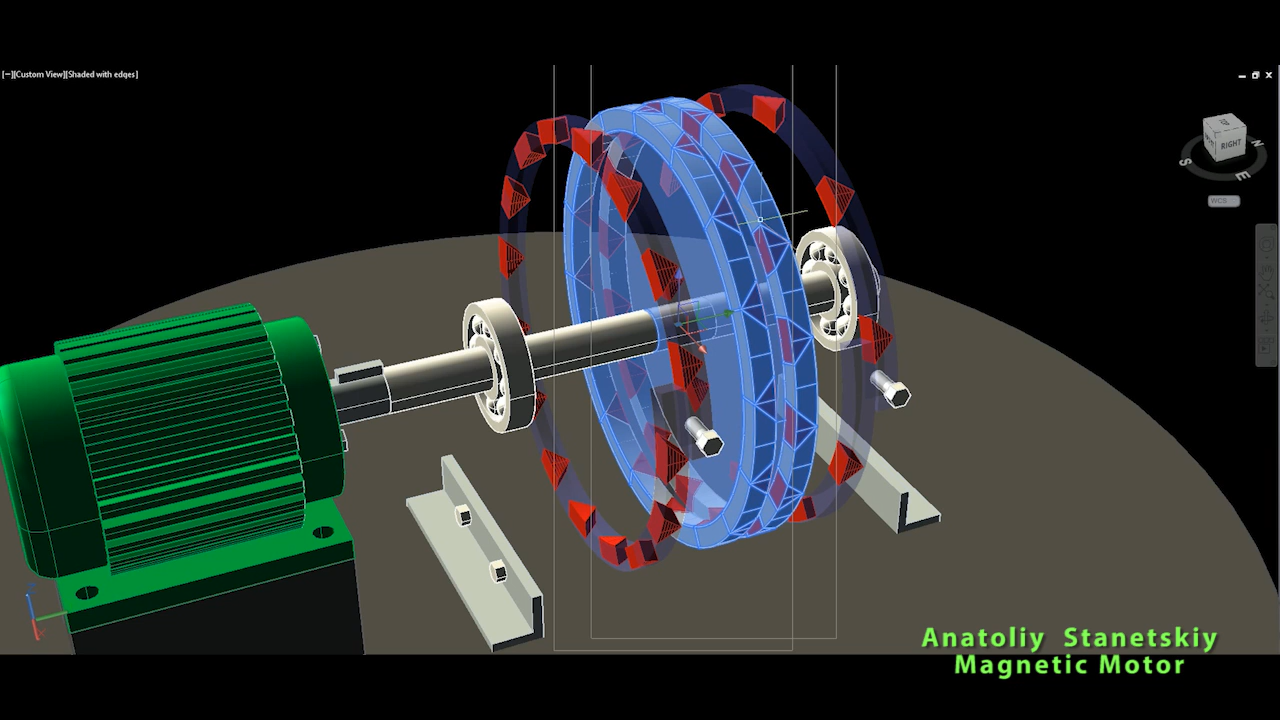 [−][Custom View][Shaded with edges]
TOP
RIGHT
S
N
E
WCS
Anatoliy Stanetskiy
Magnetic Motor